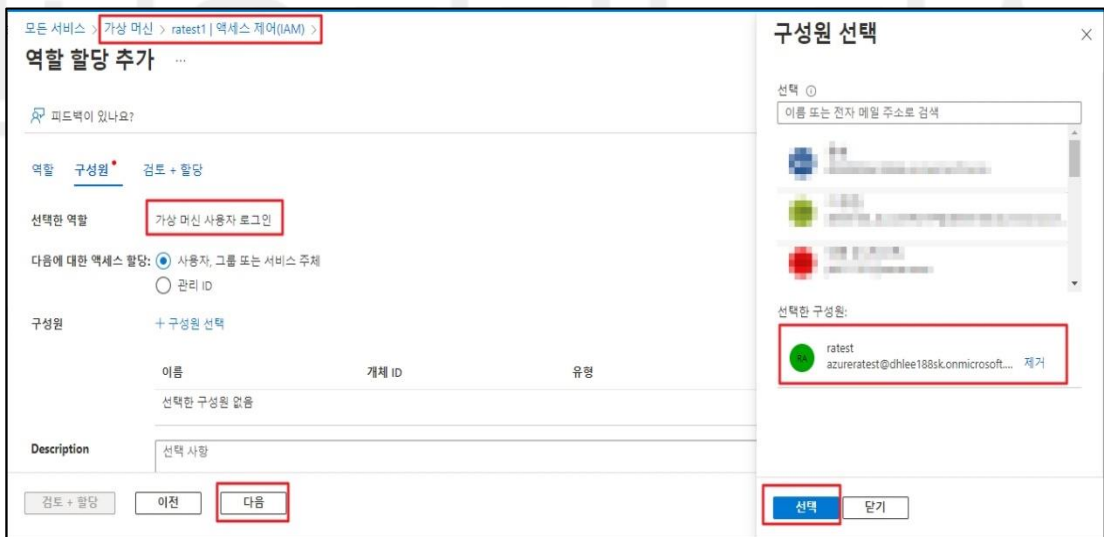 모든 서비스 > 가상 머신 > ratest1 | 액세스 제어(IAM) >
역할 할당 추가 ...
피드백이 있나요?
역할 구성원 검토 + 할당
선택한 역할 가상 머신 사용자 로그인
다음에 대한 액세스 할당: 사용자, 그룹 또는 서비스 주체
관리 ID
구성원 + 구성원 선택
이름 개체 ID 유형
선택한 구성원 없음
Description 선택 사항
검토 + 할당 이전 다음
구성원 선택
선택
이름 또는 전자 메일 주소로 검색
선택한 구성원:
RA
ratest
azureratest@dhlee188sk.onmicrosoft.... 제거
선택 닫기